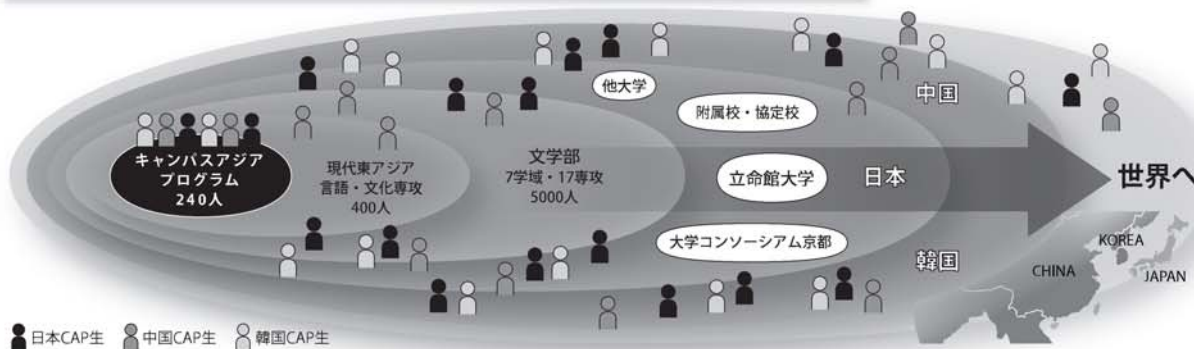 キャンパスアジア
プログラム
240人
現代東アジア
言語・文化専攻
400人
文学部
7学域・17専攻
5000人
他大学
附属校・協定校
立命館大学
大学コンソーシアム京都
日本
中国
韓国
世界へ
KOREA
CHINA
JAPAN
日本CAP生
中国CAP生
韓国CAP生